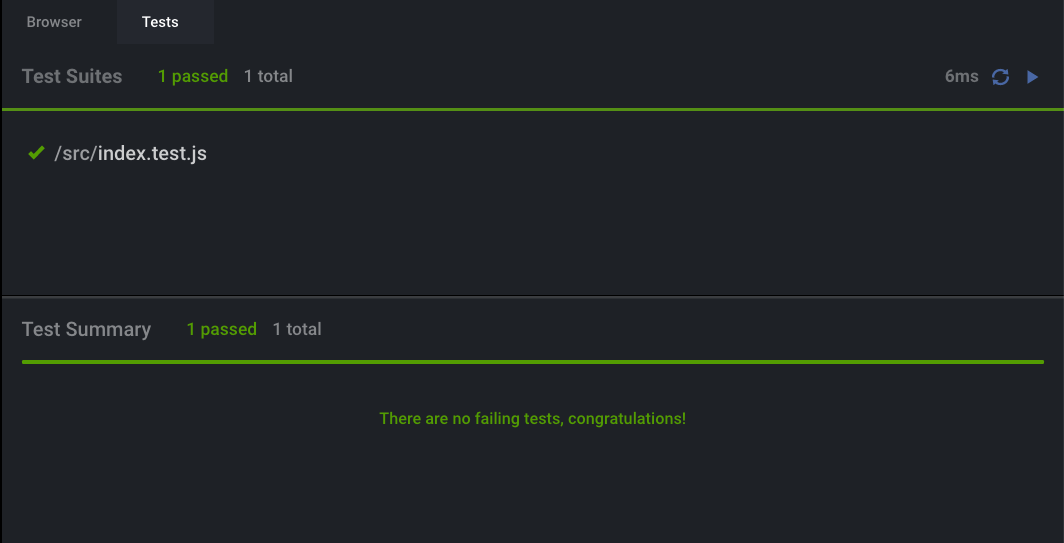 Browser Tests
Test Suites 1 passed 1 total 6ms
/src/index.test.js
Test Summary 1 passed 1 total
There are no failing tests, congratulations!